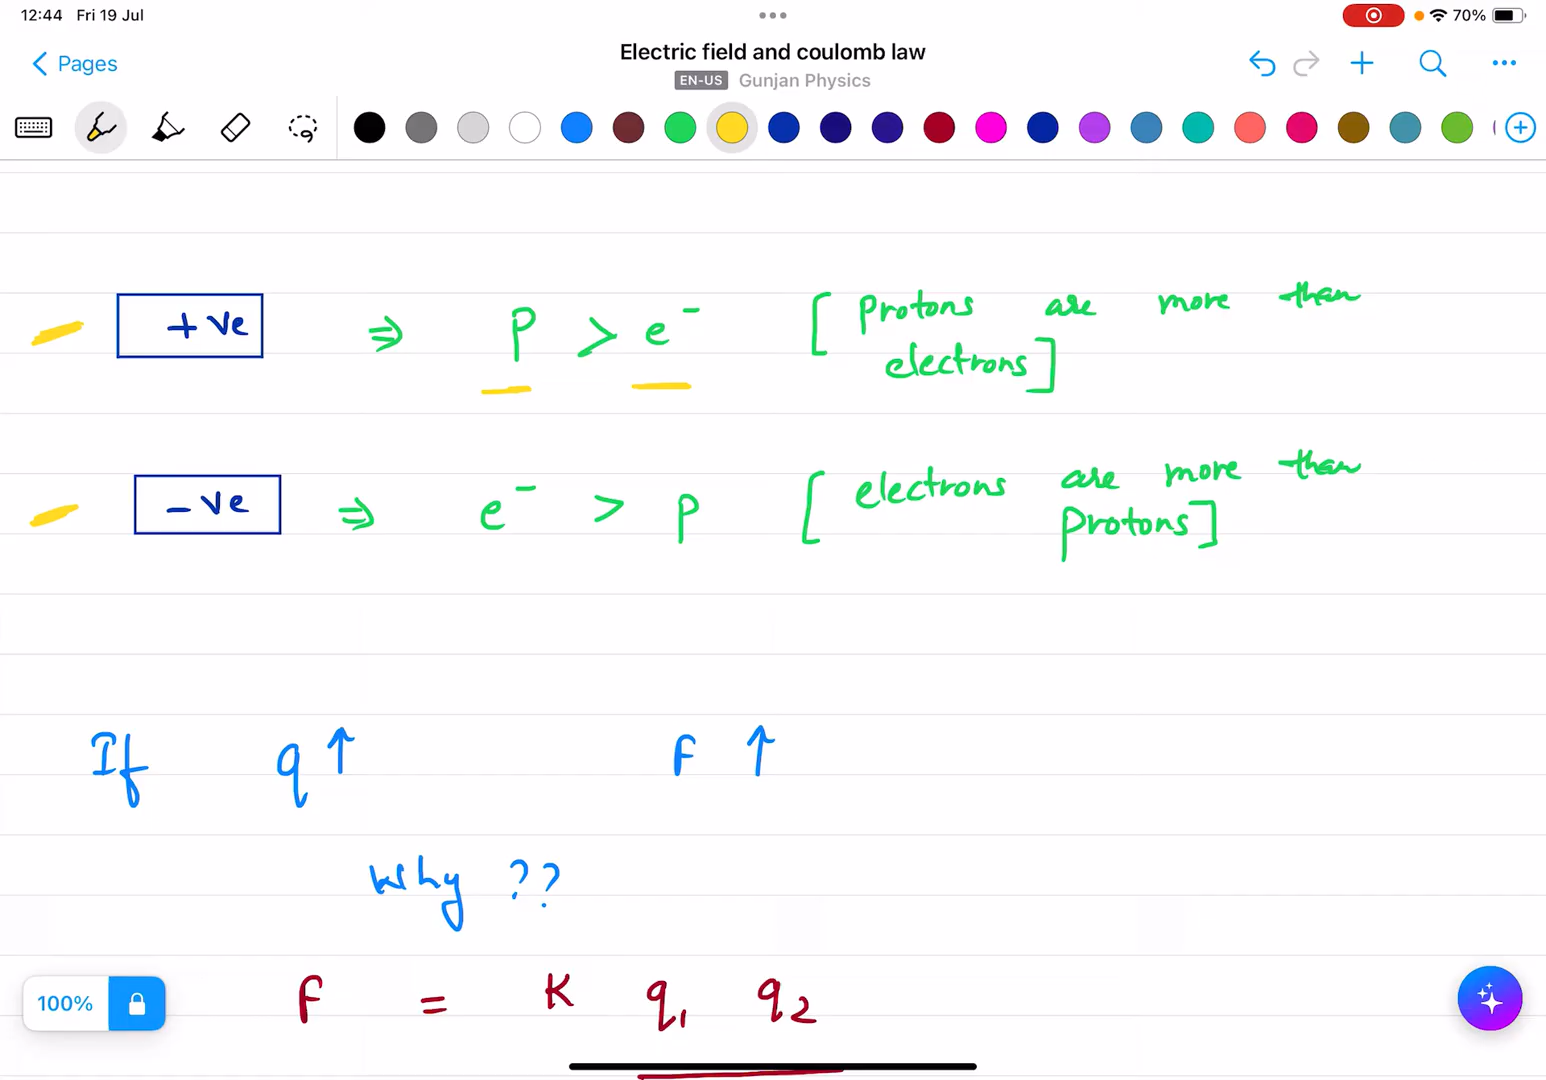 12:44 Fri 19 Jul
70%
Pages
Electric field and coulomb law
EN-US Gunjan Physics
+ve ⇒ p > e⁻ [protons are more than
electrons]
-ve ⇒ e⁻ > p [electrons are more than
protons]
If q↑ F ↑
Why ??
F = K q₁ q₂
100%